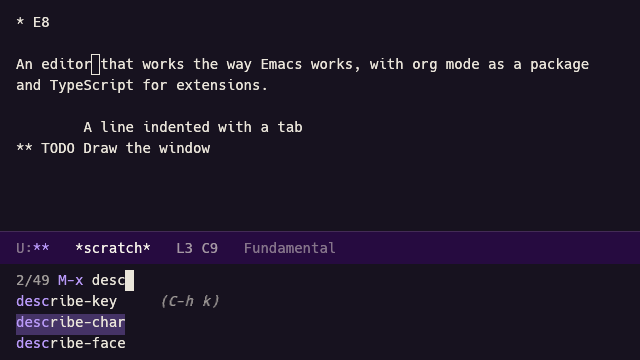 * E8
An editor that works the way Emacs works, with org mode as a package
and TypeScript for extensions.
A line indented with a tab
** TODO Draw the window
U:** *scratch* L3 C9 Fundamental
2/49 M-x desc
describe-key (C-h k)
describe-char
describe-face